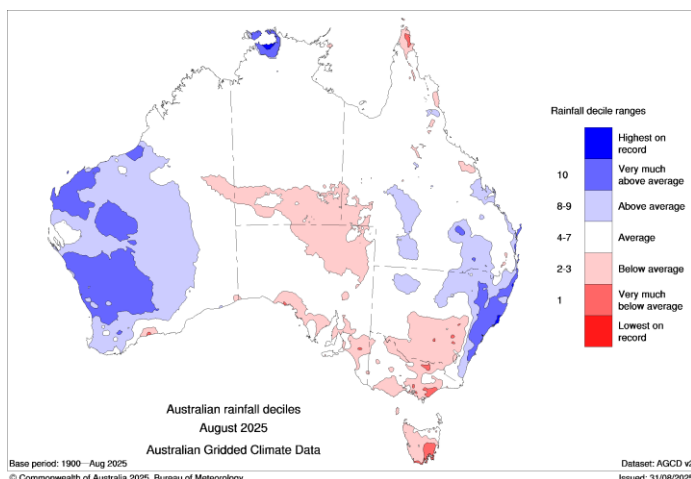 Rainfall decile ranges
Highest on
record
10
Very much
above average
8-9
Above average
4-7
Average
2-3
Below average
1
Very much
below average
Lowest on
record
Australian rainfall deciles
August 2025
Australian Gridded Climate Data
Base period: 1900—Aug 2025
Dataset: AGCD v2
© Commonwealth of Australia 2025, Bureau of Meteorology
Issued: 31/08/2025